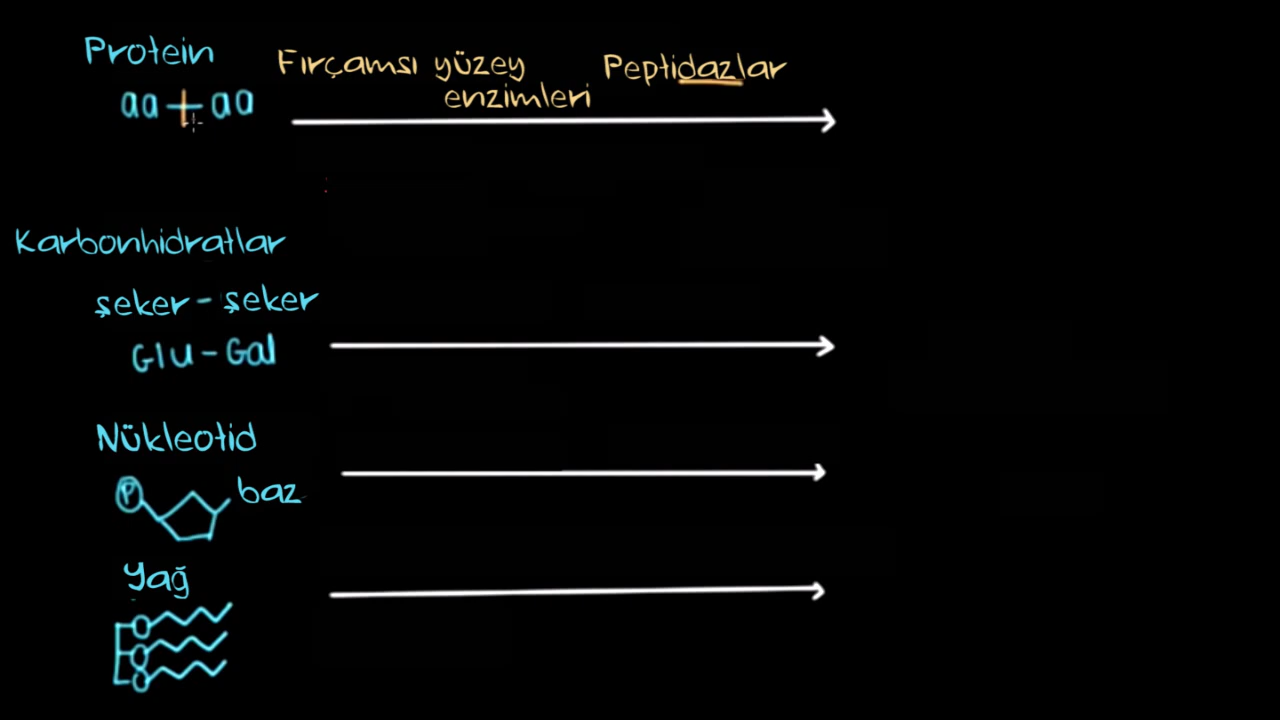 Protein
Fırçamsı yüzey enzimleri
Peptidazlar
aa + aa
Karbonhidratlar
şeker - şeker
Glu - Gal
Nükleotid
P
baz
Yağ
O
O
O